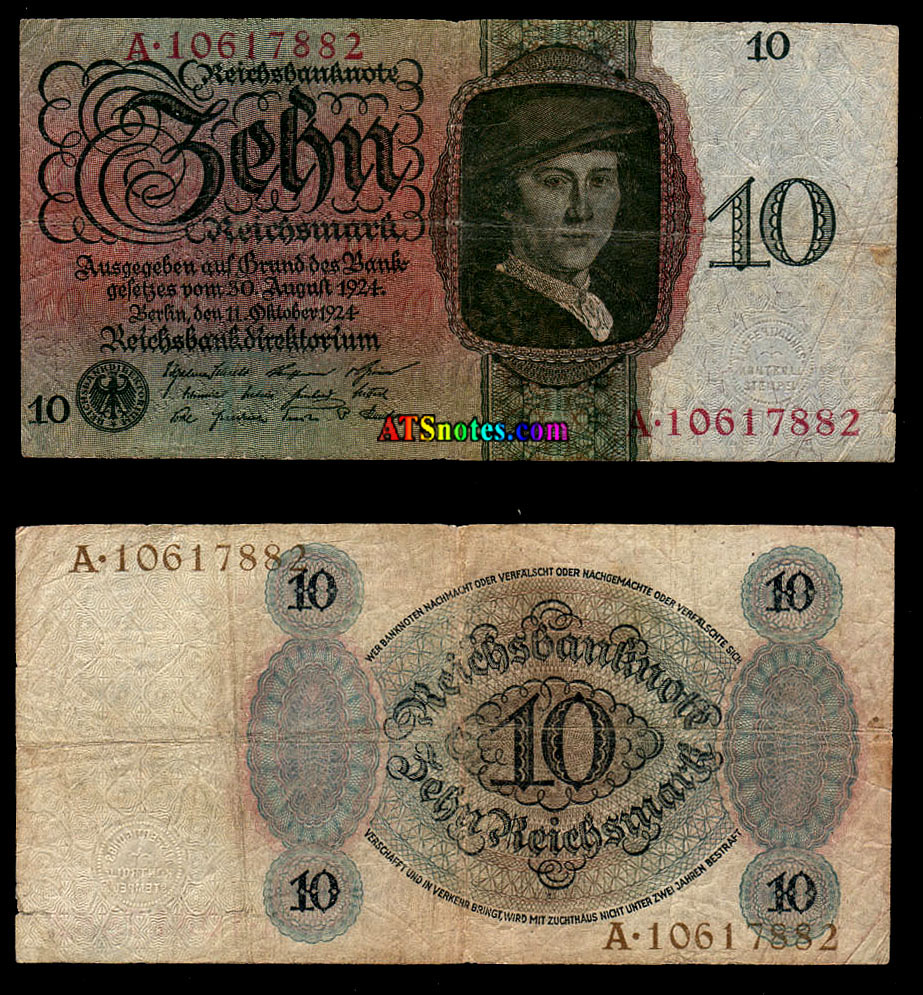 A·10617882
10
Reichsbanknote
Zehn
10
Reichsmark
Ausgegeben auf Grund des Bank-
gesetzes vom 30. August 1924.
Berlin, den 11. Oktober 1924
Reichsbankdirektorium
KONTROLL
STEMPEL
REICHSBANKDIREKTORIUM
10
A·10617882
ATSnotes.com
A·10617882
10
10
WER BANKNOTEN NACHMACHT ODER VERFÄLSCHT ODER NACHGEMACHTE ODER VERFÄLSCHTE SICH
Reichsbanknote
10
Zehn Reichsmark
VERSCHAFFT UND IN VERKEHR BRINGT, WIRD MIT ZUCHTHAUS NICHT UNTER ZWEI JAHREN BESTRAFT
10
10
A·10617882